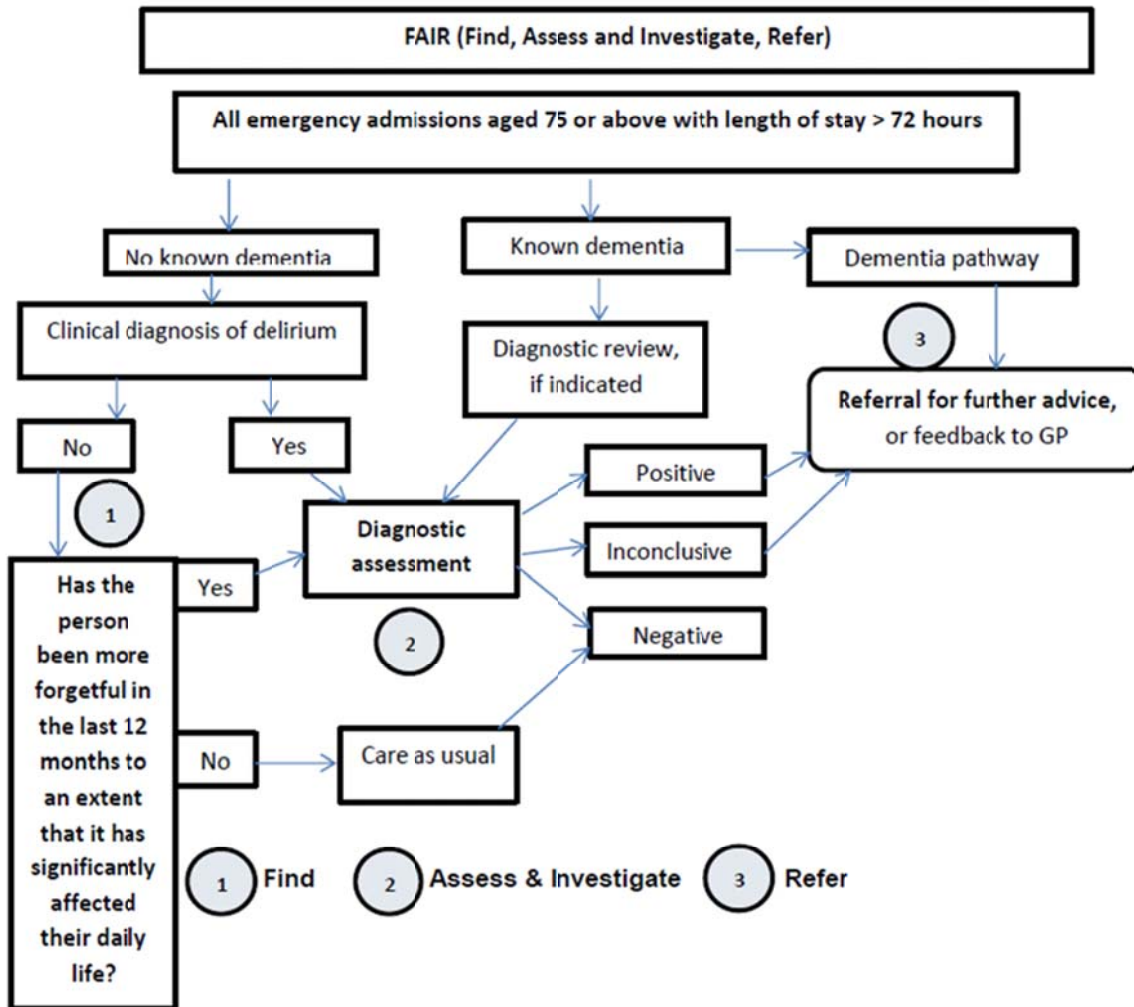 FAIR (Find, Assess and Investigate, Refer)
All emergency admissions aged 75 or above with length of stay > 72 hours
No known dementia
Known dementia
Dementia pathway
Clinical diagnosis of delirium
Diagnostic review,
if indicated
3
Referral for further advice,
or feedback to GP
No
Yes
Positive
1
Diagnostic
assessment
Inconclusive
Has the
person
been more
forgetful in
the last 12
months to
an extent
that it has
significantly
affected
their daily
life?
Yes
2
Negative
No
Care as usual
1 Find
2 Assess & Investigate
3 Refer